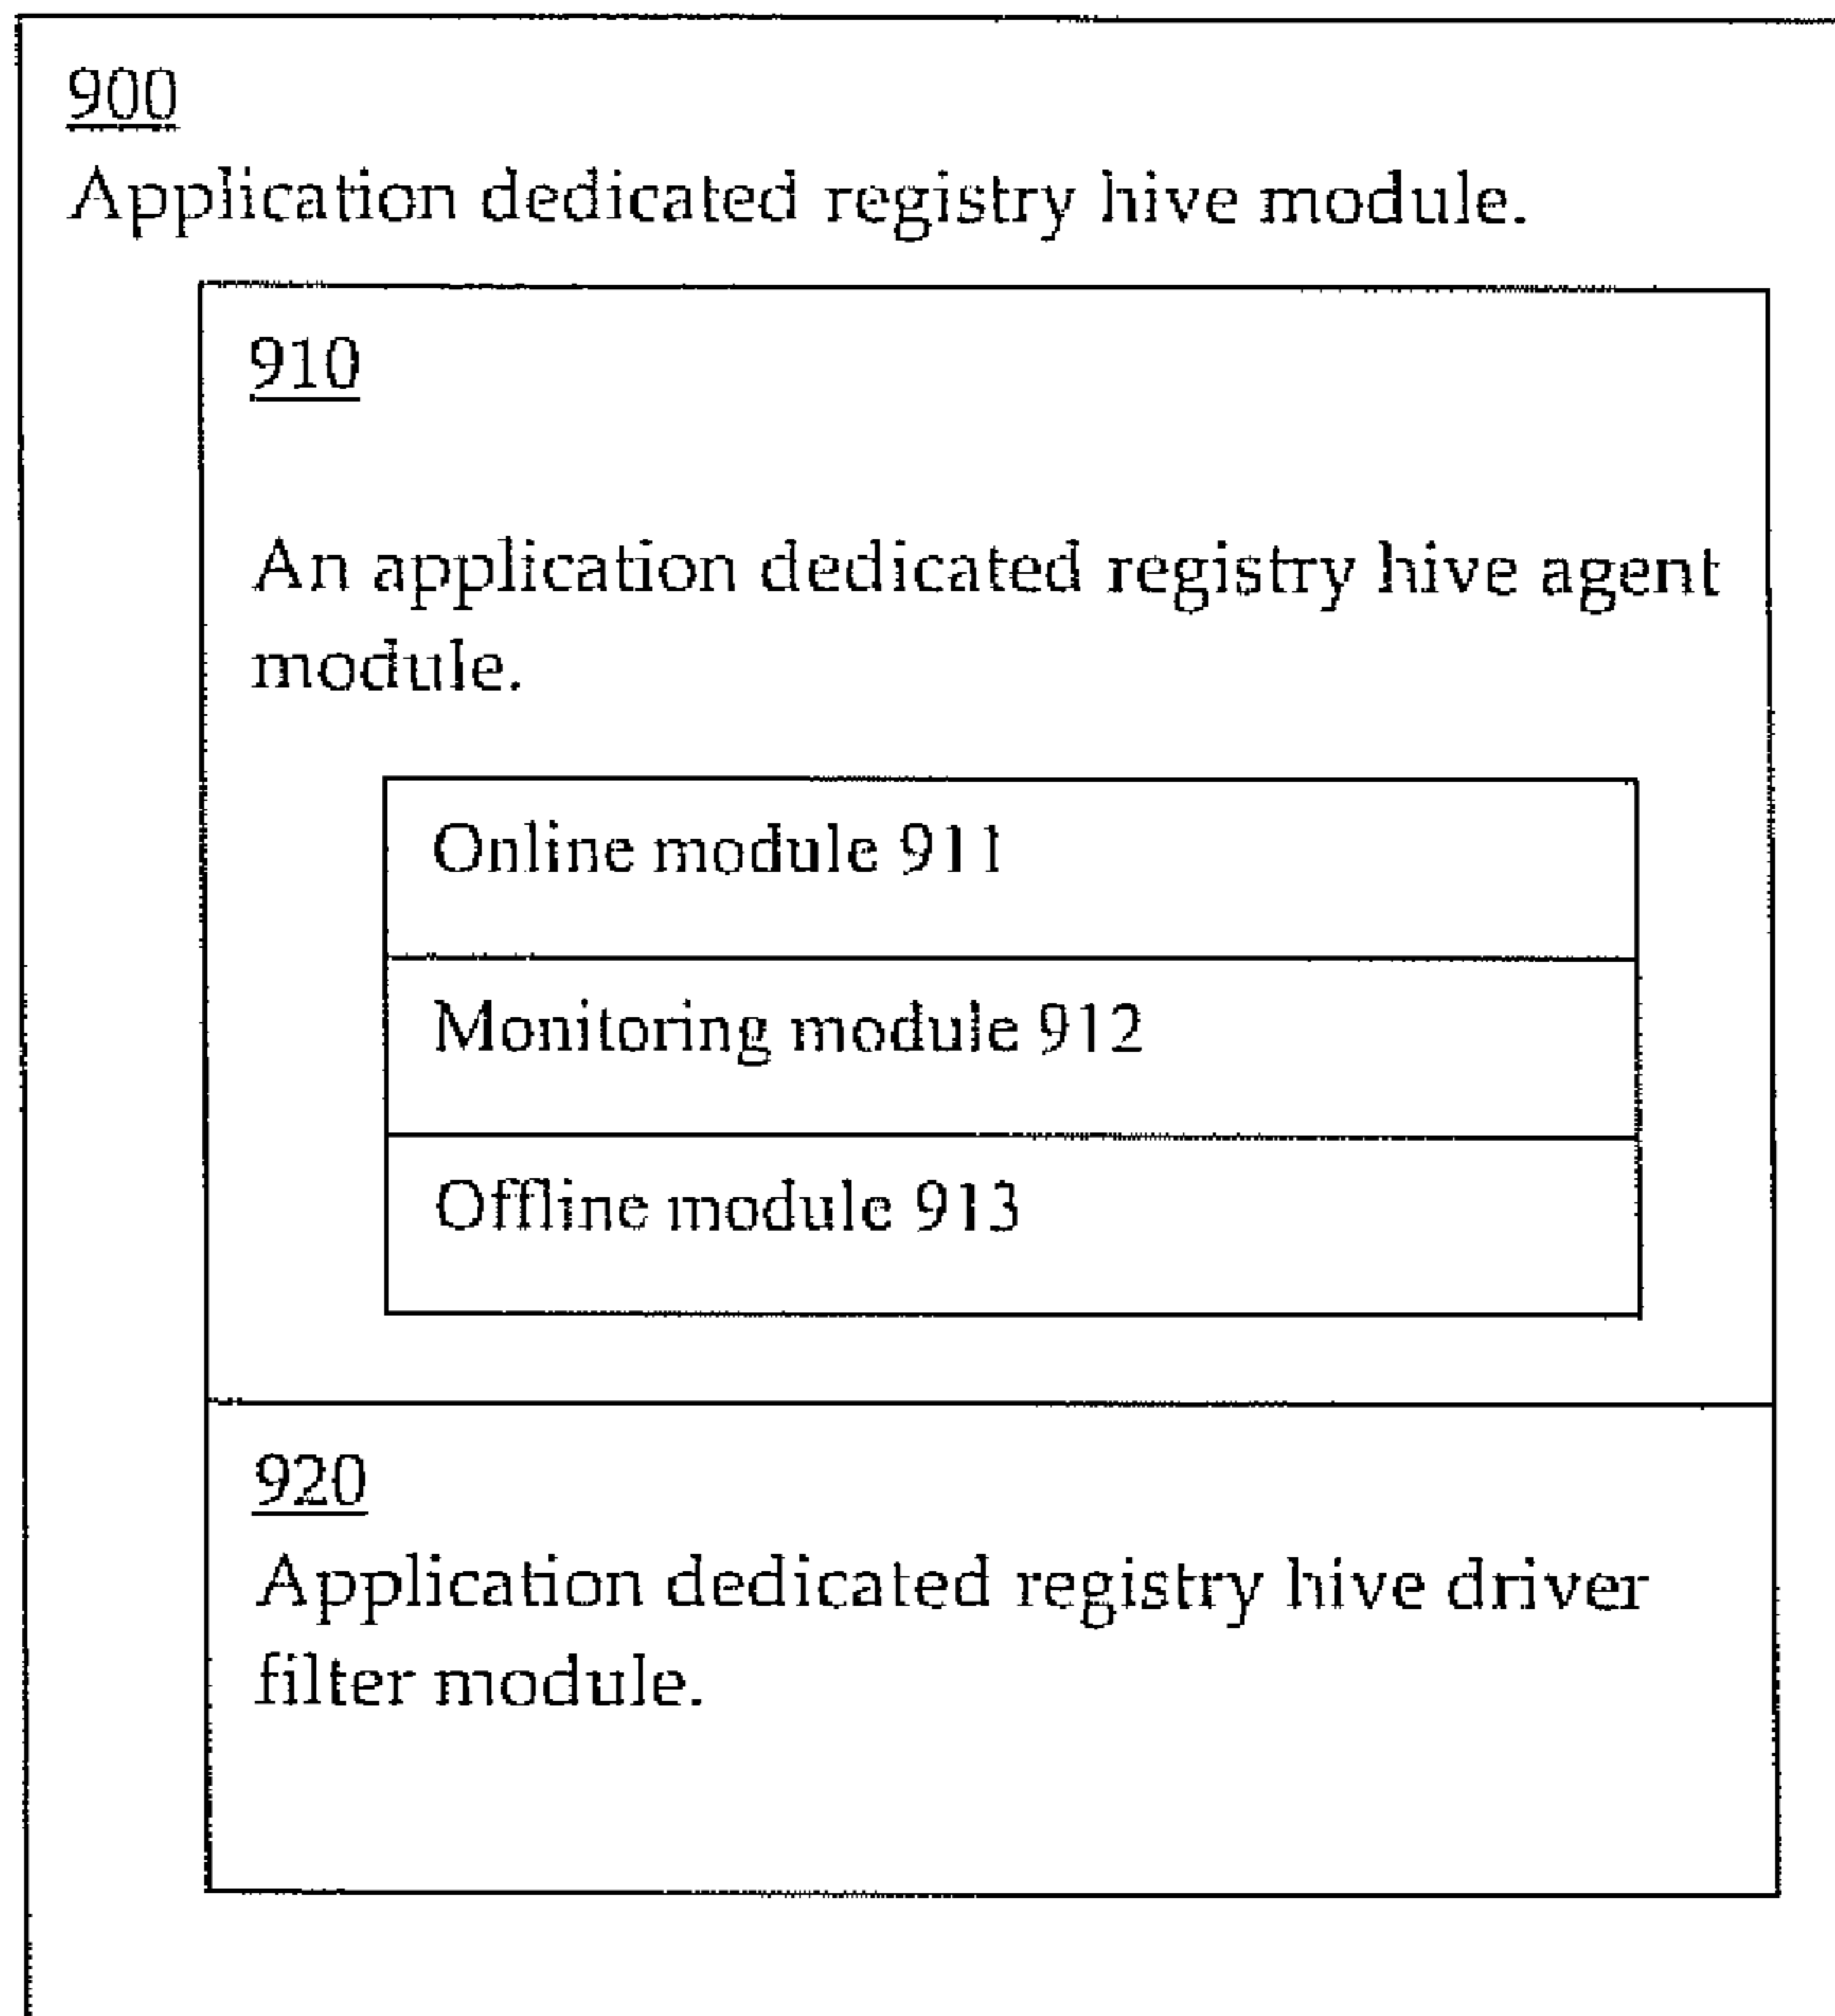 900
Application dedicated registry hive module.
910
An application dedicated registry hive agent
module.
Online module 911
Monitoring module 912
Offline module 913
920
Application dedicated registry hive driver
filter module.